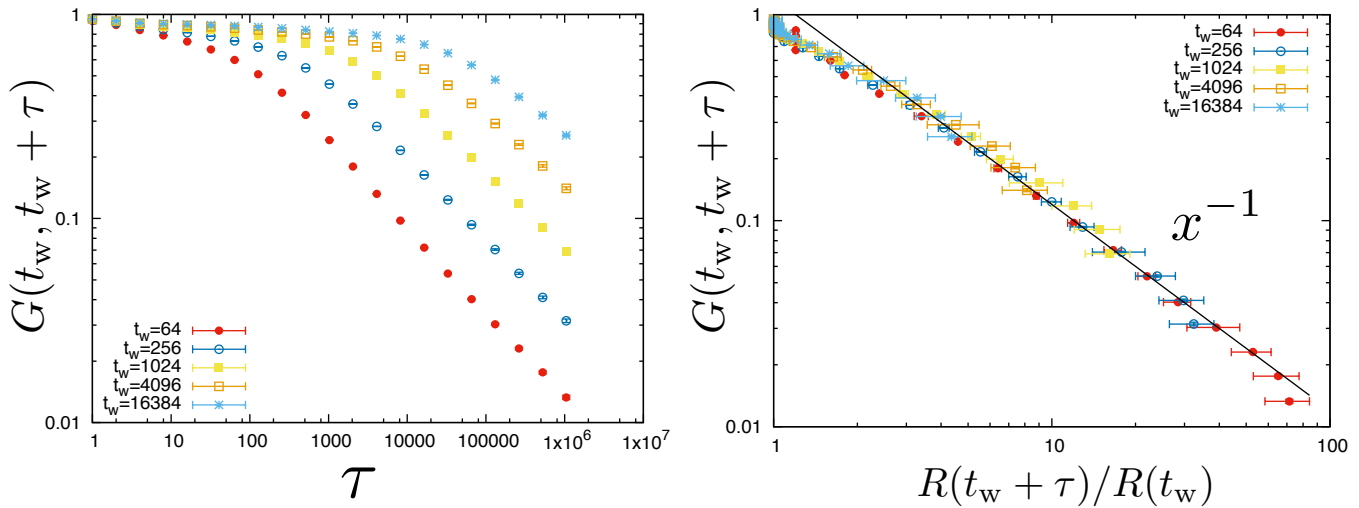 G(t_w, t_w + τ)
1
0.1
0.01
1 10 100 1000 10000 100000 1x10^6 1x10^7
τ
t_w=64
t_w=256
t_w=1024
t_w=4096
t_w=16384
G(t_w, t_w + τ)
1
0.1
0.01
1 10 100
R(t_w + τ)/R(t_w)
t_w=64
t_w=256
t_w=1024
t_w=4096
t_w=16384
x^{-1}